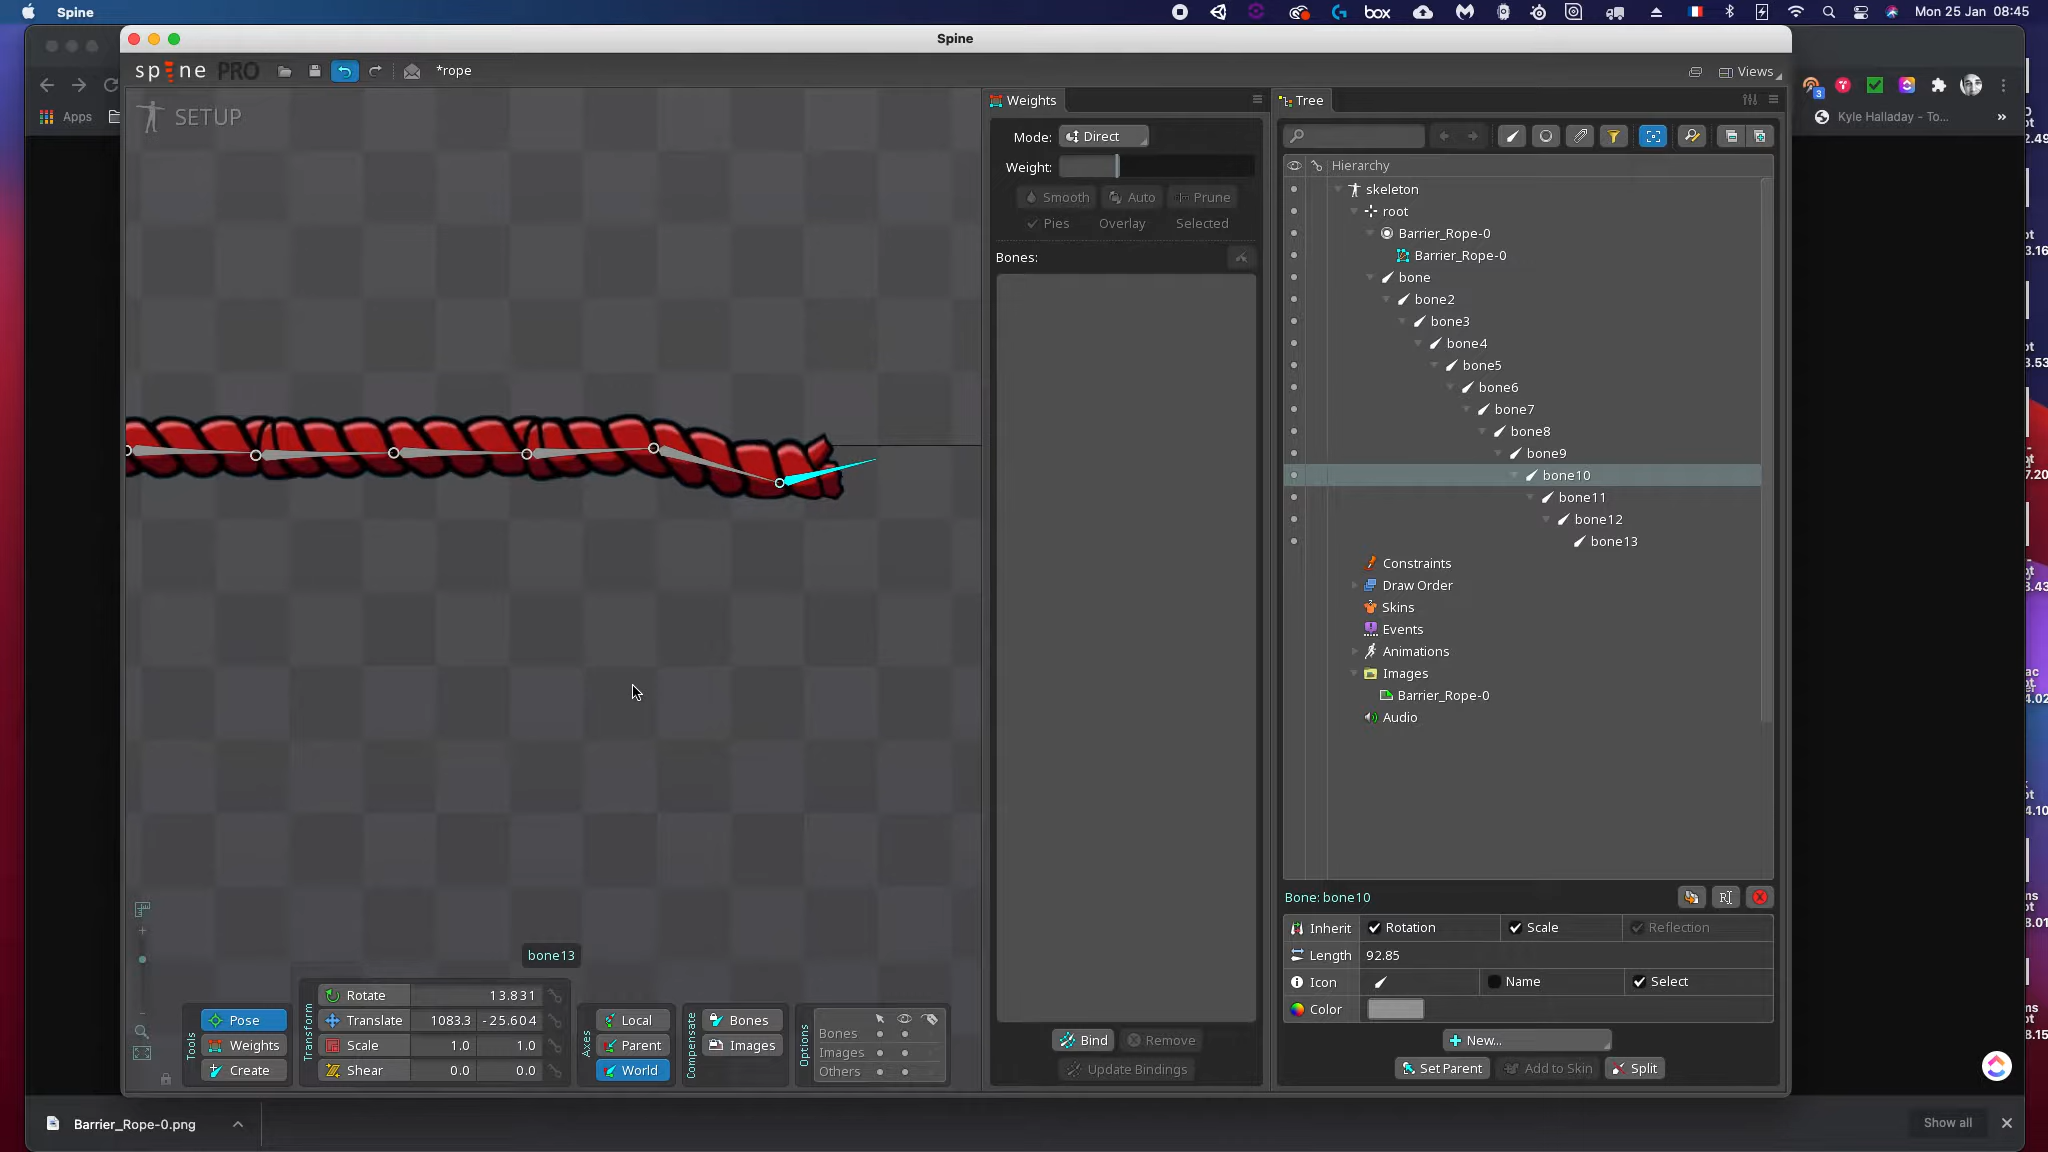 Spine
box
Mon 25 Jan 08:45
Spine
spine PRO
*rope
Views
3
Apps
Kyle Halladay - To...
»
SETUP
Weights
Tree
Mode:
Direct
Weight:
Smooth
Auto
Prune
Pies
Overlay
Selected
Bones:
Hierarchy
skeleton
root
Barrier_Rope-0
Barrier_Rope-0
bone
bone2
bone3
bone4
bone5
bone6
bone7
bone8
bone9
bone10
bone11
bone12
bone13
Constraints
Draw Order
Skins
Events
Animations
Images
Barrier_Rope-0
Audio
Bone: bone10
Inherit
Rotation
Scale
Reflection
Length
92.85
Icon
Name
Select
Color
New...
Set Parent
Add to Skin
Split
Bind
Remove
Update Bindings
bone13
Tools
Pose
Weights
Create
Transform
Rotate
13.831
Translate
1083.3
-25.604
Scale
1.0
1.0
Shear
0.0
0.0
Axes
Local
Parent
World
Compensate
Bones
Images
Options
Bones
Images
Others
Barrier_Rope-0.png
Show all